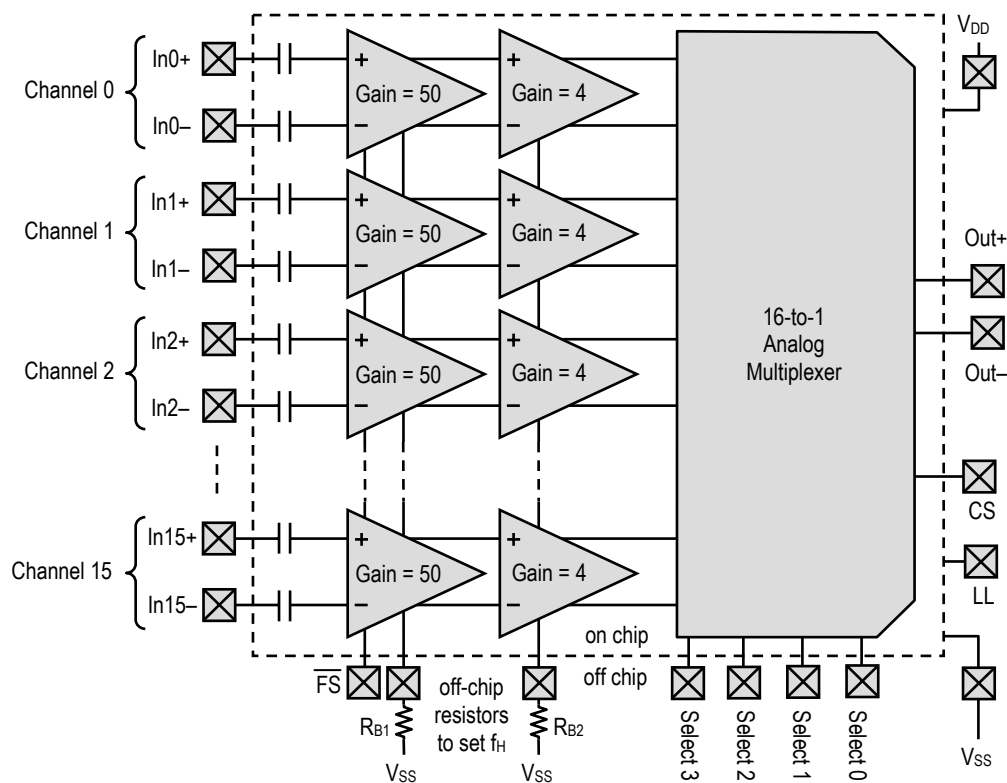 V_DD
Channel 0
In0+
In0–
+
–
Gain = 50
+
–
Gain = 4
Channel 1
In1+
In1–
+
–
Gain = 50
+
–
Gain = 4
Channel 2
In2+
In2–
+
–
Gain = 50
+
–
Gain = 4
Channel 15
In15+
In15–
+
–
Gain = 50
+
–
Gain = 4
16-to-1
Analog
Multiplexer
Out+
Out–
CS
LL
on chip
off chip
F̅S̅
R_B1
V_SS
off-chip
resistors
to set f_H
R_B2
V_SS
Select 3
Select 2
Select 1
Select 0
V_SS